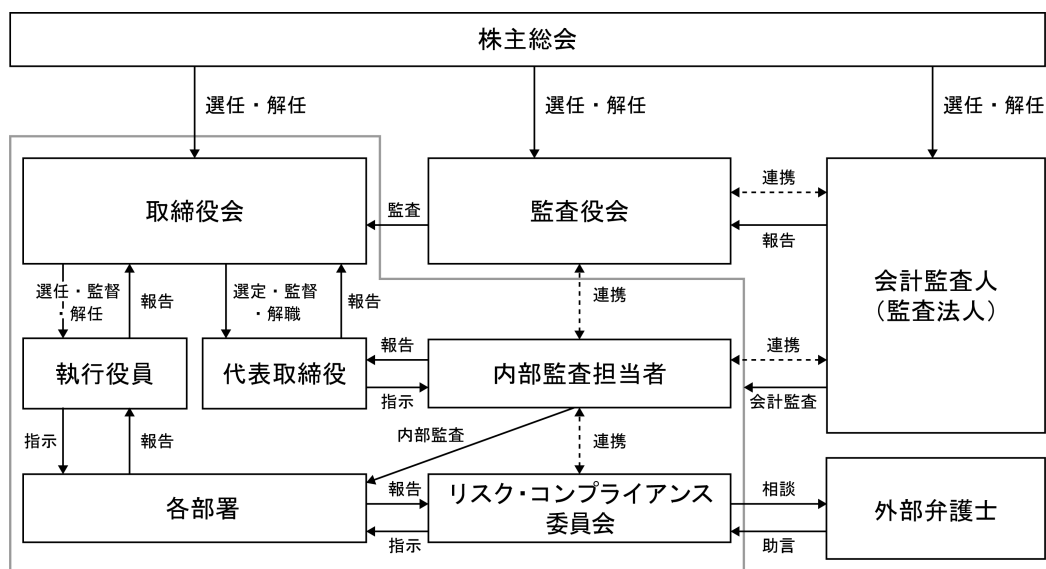 株主総会
選任・解任
選任・解任
選任・解任
取締役会
監査
監査役会
連携
報告
会計監査人
（監査法人）
選任・監督
・解任
報告
選定・監督
・解職
報告
連携
執行役員
代表取締役
報告
指示
内部監査担当者
連携
会計監査
指示
報告
内部監査
連携
各部署
報告
指示
リスク・コンプライアンス
委員会
相談
助言
外部弁護士